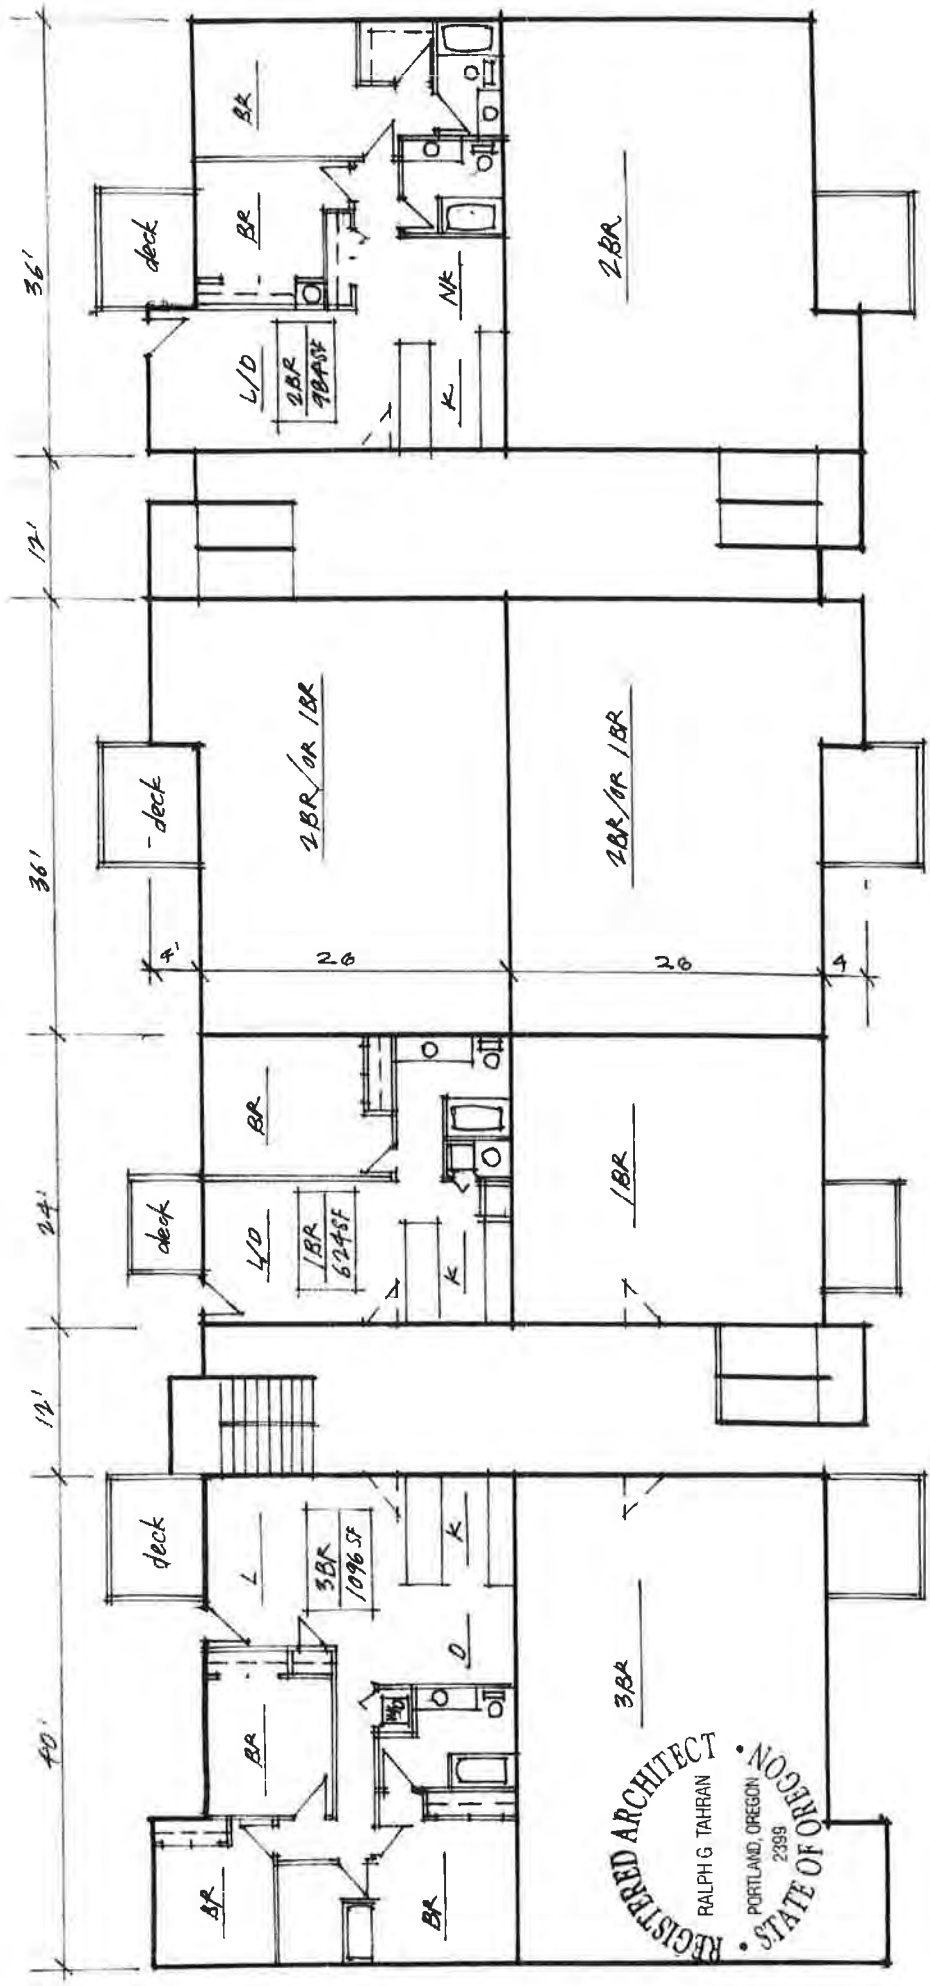 40'
12'
24'
36'
12'
36'
deck
deck
deck
deck
BR
BR
L
3BR
1096 SF
BR
W/D
D
K
L/D
1BR
624SF
BR
K
4'
26
26
4
2BR/OR 1BR
2BR/OR 1BR
L/D
2BR
984SF
BR
BR
K
NK
3BR
1BR
2BR
REGISTERED ARCHITECT
RALPH G TAHRAN
PORTLAND, OREGON
2399
STATE OF OREGON